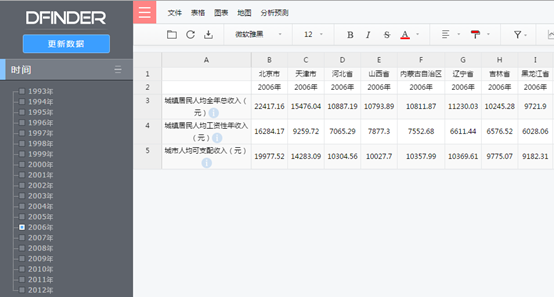 DFINDER
更新数据
时间
1993年
1994年
1995年
1996年
1997年
1998年
1999年
2000年
2001年
2002年
2003年
2004年
2005年
2006年
2007年
2008年
2009年
2010年
2011年
2012年
文件 表格 图表 地图 分析预测
微软雅黑 12 B I S A
A B C D E F G H I
1 北京市 天津市 河北省 山西省 内蒙古自治区 辽宁省 吉林省 黑龙江省
2 2006年 2006年 2006年 2006年 2006年 2006年 2006年 2006年
3 城镇居民人均全年总收入（元） 22417.16 15476.04 10887.19 10793.89 10811.87 11230.03 10245.28 9721.9
4 城镇居民人均工资性年收入（元） 16284.17 9259.72 7065.29 7877.3 7552.68 6611.44 6576.52 6028.06
5 城市人均可支配收入（元） 19977.52 14283.09 10304.56 10027.7 10357.99 10369.61 9775.07 9182.31